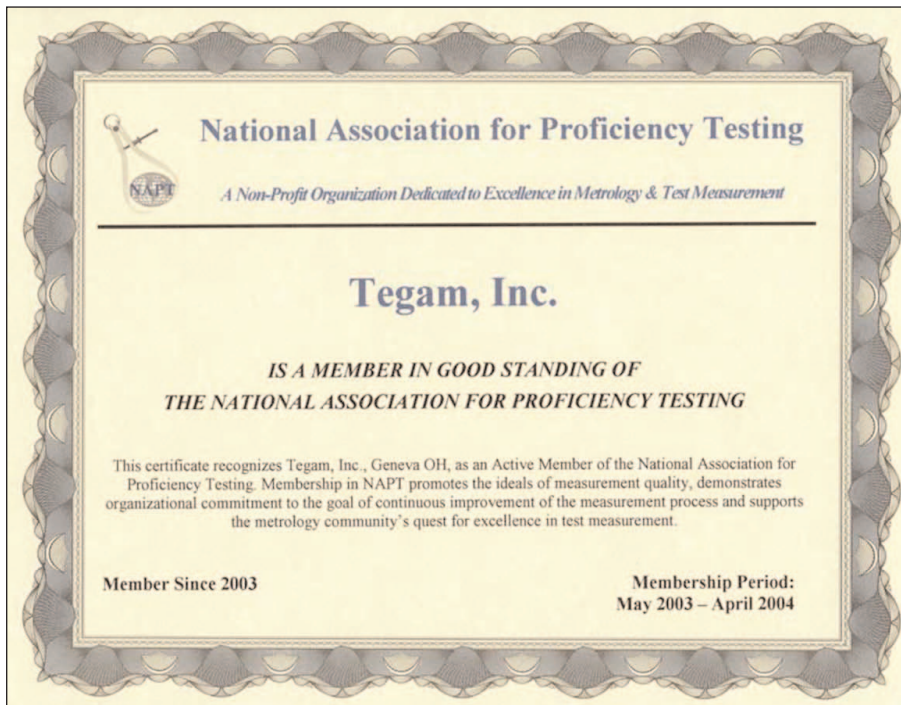 National Association for Proficiency Testing
NAPT
A Non-Profit Organization Dedicated to Excellence in Metrology & Test Measurement
Tegam, Inc.
IS A MEMBER IN GOOD STANDING OF
THE NATIONAL ASSOCIATION FOR PROFICIENCY TESTING
This certificate recognizes Tegam, Inc., Geneva OH, as an Active Member of the National Association for
Proficiency Testing. Membership in NAPT promotes the ideals of measurement quality, demonstrates
organizational commitment to the goal of continuous improvement of the measurement process and supports
the metrology community's quest for excellence in test measurement.
Member Since 2003
Membership Period:
May 2003 – April 2004